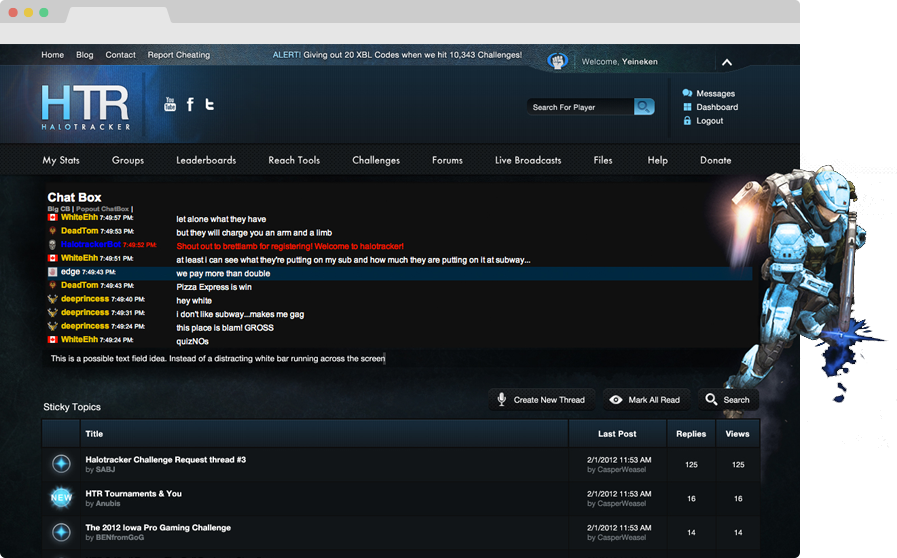 Home Blog Contact Report Cheating ALERT! Giving out 20 XBL Codes when we hit 10,343 Challenges! Welcome, Yeineken
HTR
HALOTRACKER
You Tube
Search For Player
Messages
Dashboard
Logout
My Stats Groups Leaderboards Reach Tools Challenges Forums Live Broadcasts Files Help Donate
Chat Box
Big CB | Popout ChatBox |
WhiteEhh 7:49:57 PM: let alone what they have
DeadTom 7:49:53 PM: but they will charge you an arm and a limb
HalotrackerBot 7:49:52 PM: Shout out to brettlamb for registering! Welcome to halotracker!
WhiteEhh 7:49:51 PM: at least i can see what they're putting on my sub and how much they are putting on it at subway...
edge 7:49:43 PM: we pay more than double
DeadTom 7:49:43 PM: Pizza Express is win
deeprincess 7:49:40 PM: hey white
deeprincess 7:49:31 PM: i don't like subway...makes me gag
deeprincess 7:49:24 PM: this place is blam! GROSS
WhiteEhh 7:49:24 PM: quizNOs
This is a possible text field idea. Instead of a distracting white bar running across the screen
Create New Thread Mark All Read Search
Sticky Topics
Title Last Post Replies Views
Halotracker Challenge Request thread #3 2/1/2012 11:53 AM 125 125
by SABJ by CasperWeasel
NEW HTR Tournaments & You 2/1/2012 11:53 AM 16 16
by Anubis by CasperWeasel
The 2012 Iowa Pro Gaming Challenge 2/1/2012 11:53 AM 14 14
by BENfromGoG by CasperWeasel